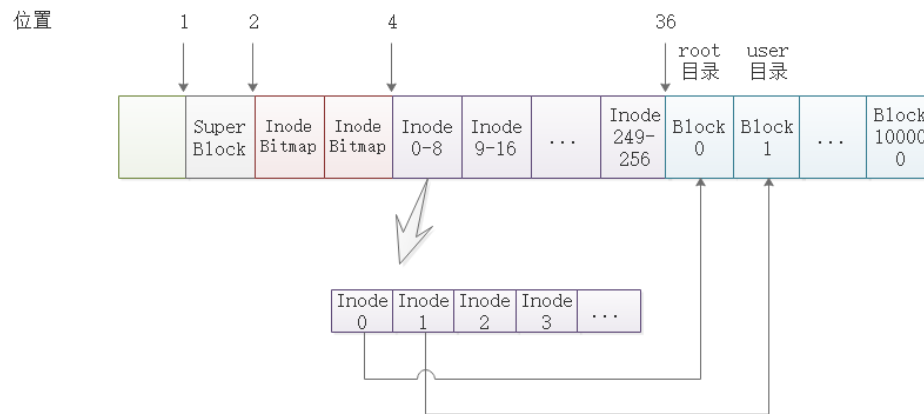 位置
1
2
4
36
root
目录
user
目录
Super
Block
Inode
Bitmap
Inode
Bitmap
Inode
0-8
Inode
9-16
...
Inode
249-
256
Block
0
Block
1
...
Block
10000
0
Inode
0
Inode
1
Inode
2
Inode
3
...